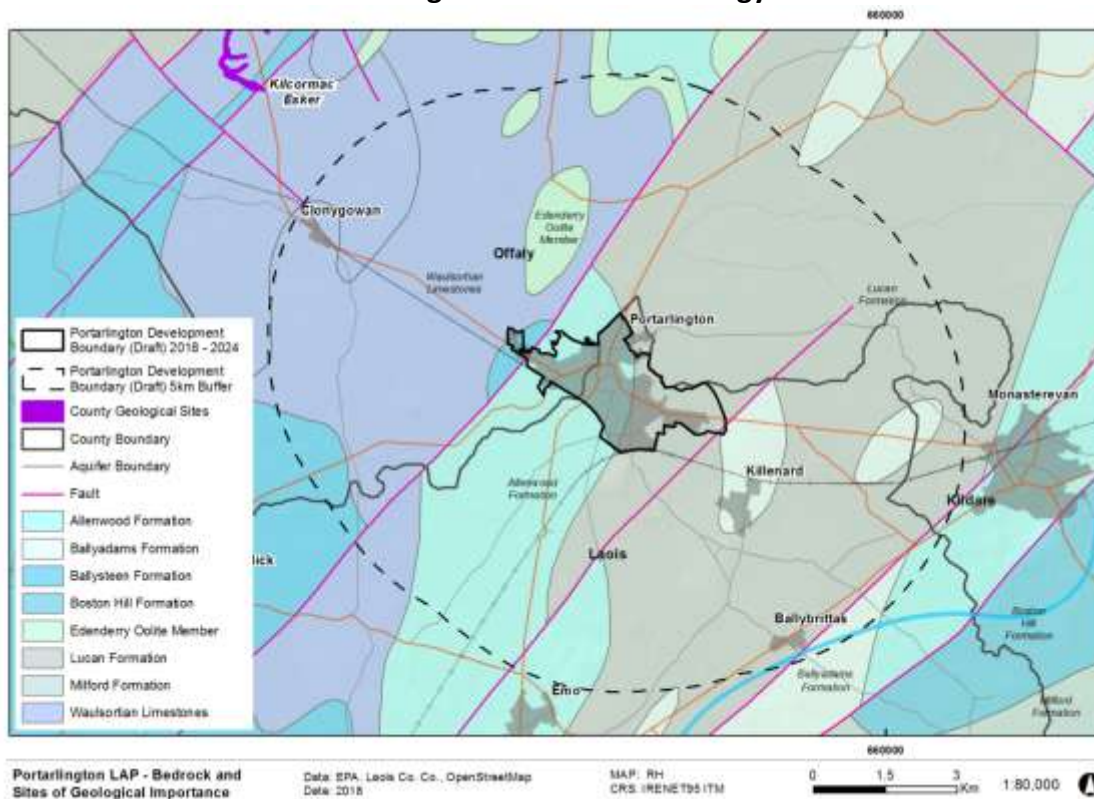 660000
Kilcormac
Esker
Clonygowan
Edenderry
Oolite
Member
Offaly
Waulsortian
Limestones
Lucan
Formation
Portarlington
Monasterevan
Killenard
Allenwood
Formation
Kildare
Laois
lick
Ballybrittas
Boston
Hill
Formation
Ballyadams
Formation
Emo
Milford
Formation
Portarlington Development
Boundary (Draft) 2018 - 2024
Portarlington Development
Boundary (Draft) 5km Buffer
County Geological Sites
County Boundary
Aquifer Boundary
Fault
Allenwood Formation
Ballyadams Formation
Ballysteen Formation
Boston Hill Formation
Edenderry Oolite Member
Lucan Formation
Milford Formation
Waulsortian Limestones
660000
Portarlington LAP - Bedrock and
Sites of Geological Importance
Data: EPA, Laois Co. Co., OpenStreetMap
Date: 2018
MAP: RH
CRS: IRENET95 ITM
0 1.5 3
Km
1:80,000